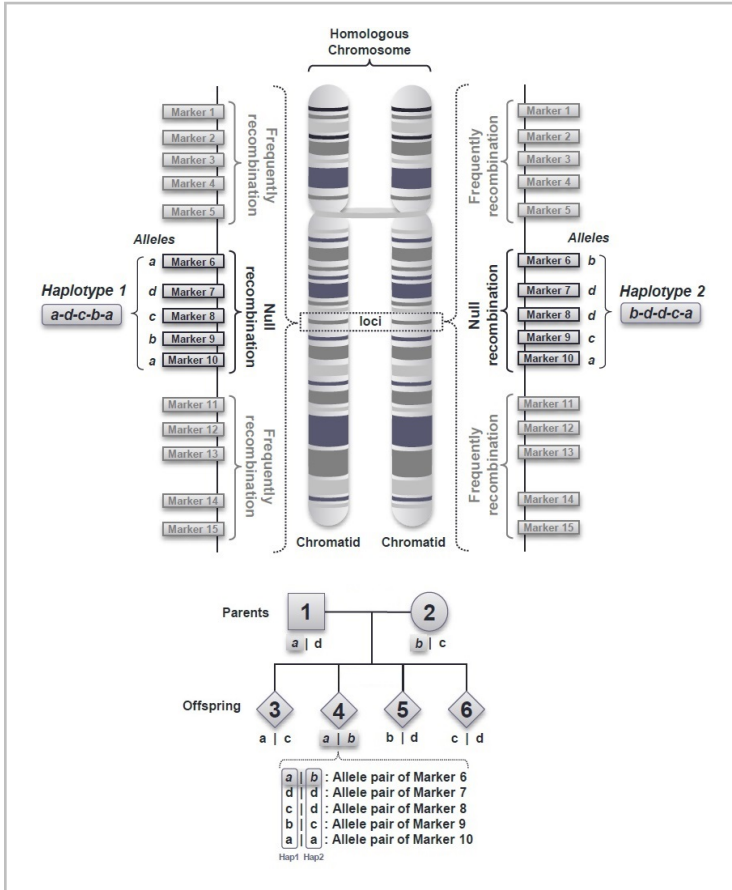 Homologous
Chromosome
Marker 1
Marker 2
Marker 3
Marker 4
Marker 5
Frequently
recombination
Alleles
a Marker 6
d Marker 7
c Marker 8
b Marker 9
a Marker 10
Null
recombination
Haplotype 1
a-d-c-b-a
Marker 11
Marker 12
Marker 13
Marker 14
Marker 15
Frequently
recombination
loci
Chromatid
Chromatid
Marker 1
Marker 2
Marker 3
Marker 4
Marker 5
Frequently
recombination
Alleles
Marker 6 b
Marker 7 d
Marker 8 d
Marker 9 c
Marker 10 a
Null
recombination
Haplotype 2
b-d-d-c-a
Marker 11
Marker 12
Marker 13
Marker 14
Marker 15
Frequently
recombination
Parents
1
2
a | d
b | c
Offspring
3
4
5
6
a | c
a | b
b | d
c | d
a | b : Allele pair of Marker 6
d | d : Allele pair of Marker 7
c | d : Allele pair of Marker 8
b | c : Allele pair of Marker 9
a | a : Allele pair of Marker 10
Hap1 Hap2